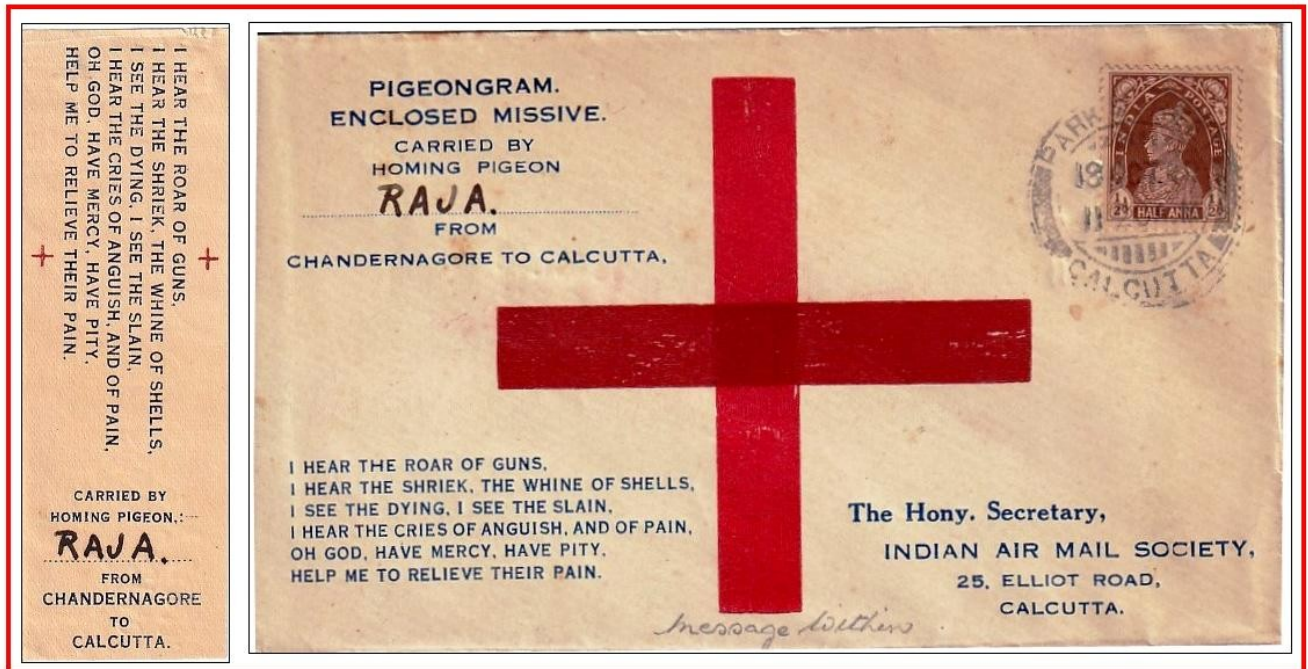 I HEAR THE ROAR OF GUNS,
I HEAR THE SHRIEK, THE WHINE OF SHELLS,
I SEE THE DYING, I SEE THE SLAIN,
I HEAR THE CRIES OF ANGUISH, AND OF PAIN,
OH GOD, HAVE MERCY, HAVE PITY,
HELP ME TO RELIEVE THEIR PAIN.
CARRIED BY
HOMING PIGEON,:
RAJA.
FROM
CHANDERNAGORE
TO
CALCUTTA.
PIGEONGRAM.
ENCLOSED MISSIVE.
CARRIED BY
HOMING PIGEON
RAJA.
FROM
CHANDERNAGORE TO CALCUTTA,
INDIA POSTAGE
HALF ANNA
PARK
18
CALCUTTA
I HEAR THE ROAR OF GUNS,
I HEAR THE SHRIEK, THE WHINE OF SHELLS,
I SEE THE DYING, I SEE THE SLAIN,
I HEAR THE CRIES OF ANGUISH, AND OF PAIN,
OH GOD, HAVE MERCY, HAVE PITY,
HELP ME TO RELIEVE THEIR PAIN.
The Hony. Secretary,
INDIAN AIR MAIL SOCIETY,
25, ELLIOT ROAD,
CALCUTTA.
message within